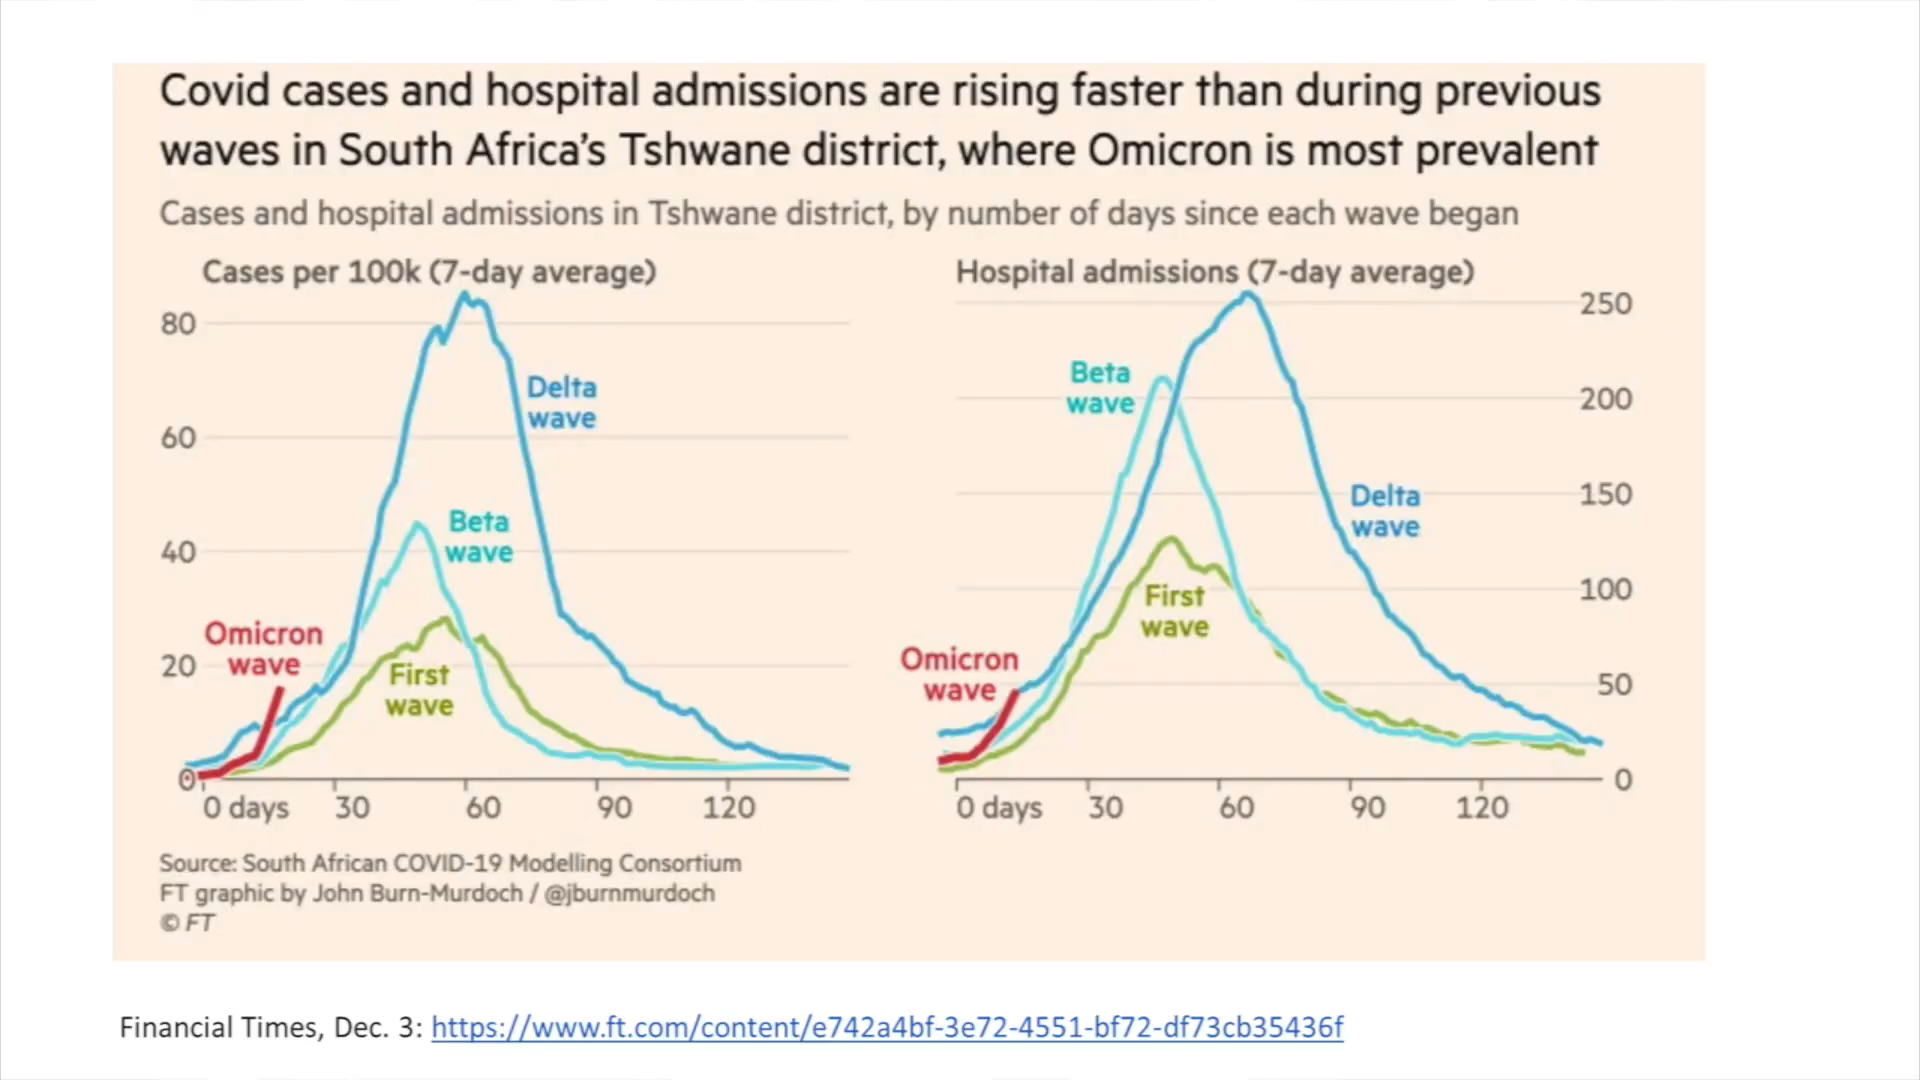 Covid cases and hospital admissions are rising faster than during previous
waves in South Africa's Tshwane district, where Omicron is most prevalent
Cases and hospital admissions in Tshwane district, by number of days since each wave began
Cases per 100k (7-day average)
80
60
40
20
0
Delta
wave
Beta
wave
Omicron
wave
First
wave
0 days 30 60 90 120
Hospital admissions (7-day average)
250
200
150
100
50
0
Beta
wave
Delta
wave
First
wave
Omicron
wave
0 days 30 60 90 120
Source: South African COVID-19 Modelling Consortium
FT graphic by John Burn-Murdoch / @jburnmurdoch
© FT
Financial Times, Dec. 3: https://www.ft.com/content/e742a4bf-3e72-4551-bf72-df73cb35436f